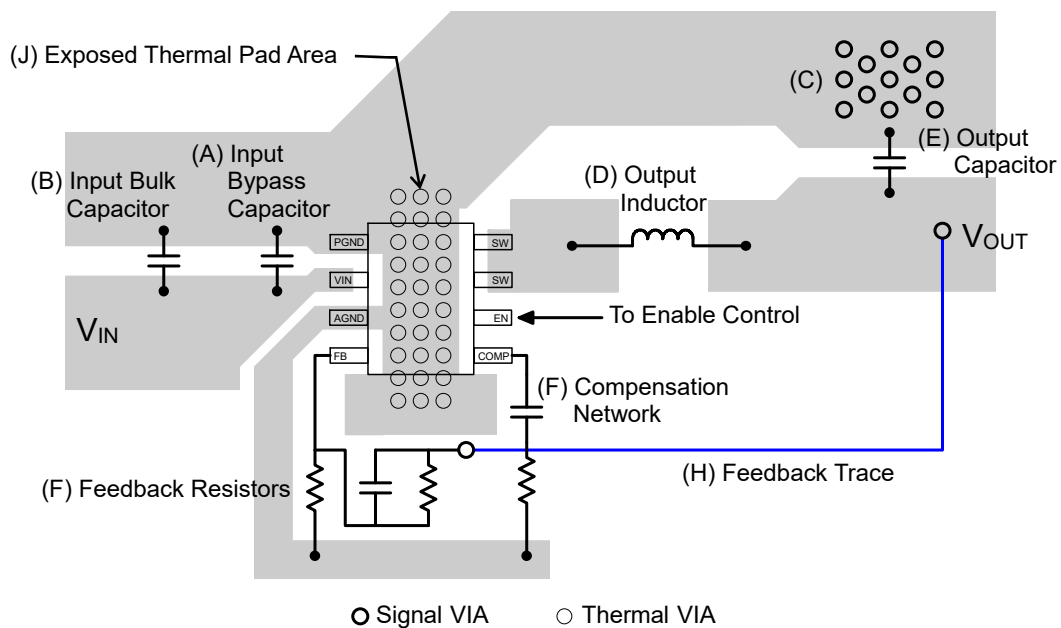 (J) Exposed Thermal Pad Area
(C)
(E) Output
Capacitor
(A) Input
Bypass
Capacitor
(B) Input Bulk
Capacitor
(D) Output
Inductor
PGND
SW
VOUT
VIN
SW
VIN
AGND
EN
To Enable Control
FB
COMP
(F) Compensation
Network
(F) Feedback Resistors
(H) Feedback Trace
Signal VIA
Thermal VIA